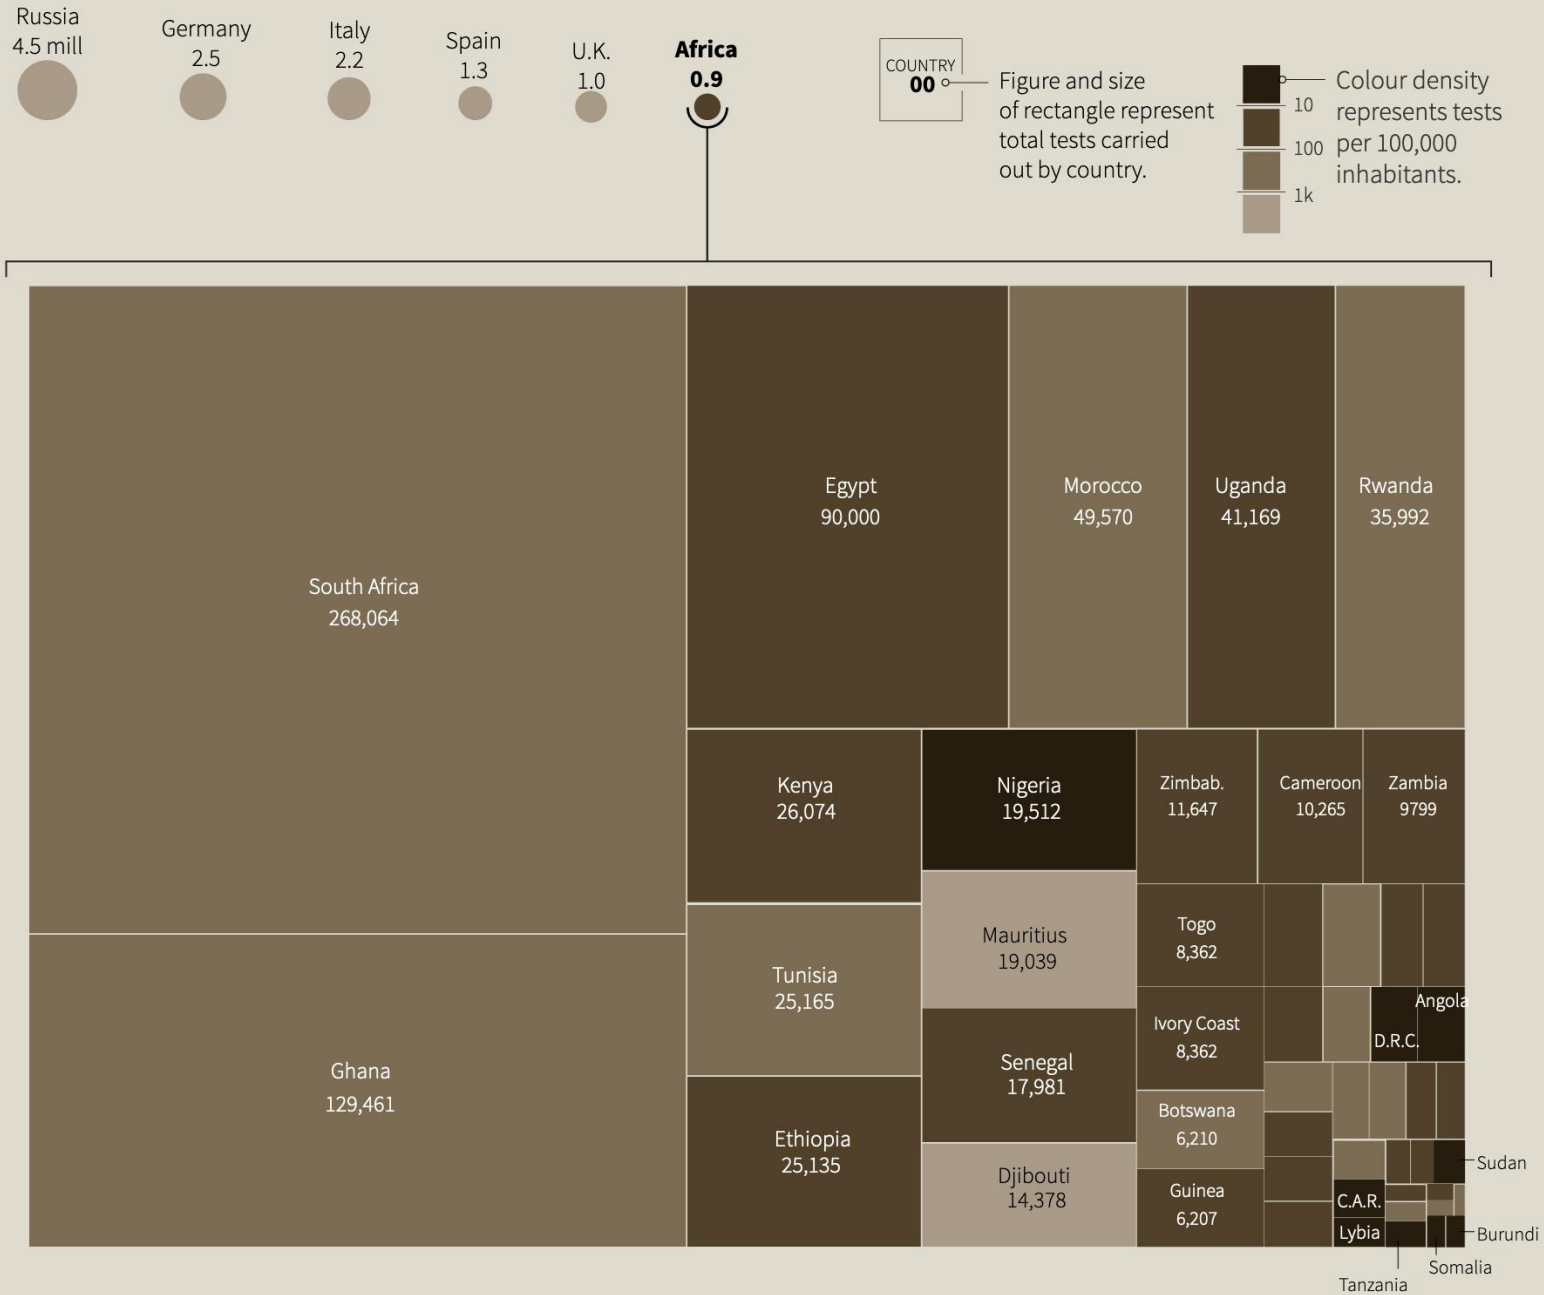 Russia
4.5 mill
Germany
2.5
Italy
2.2
Spain
1.3
U.K.
1.0
Africa
0.9
COUNTRY
00
Figure and size
of rectangle represent
total tests carried
out by country.
10
100
1k
Colour density
represents tests
per 100,000
inhabitants.
South Africa
268,064
Ghana
129,461
Egypt
90,000
Morocco
49,570
Uganda
41,169
Rwanda
35,992
Kenya
26,074
Tunisia
25,165
Ethiopia
25,135
Nigeria
19,512
Mauritius
19,039
Senegal
17,981
Djibouti
14,378
Zimbab.
11,647
Cameroon
10,265
Zambia
9799
Togo
8,362
Ivory Coast
8,362
Botswana
6,210
Guinea
6,207
Angola
D.R.C.
Sudan
C.A.R.
Lybia
Burundi
Somalia
Tanzania